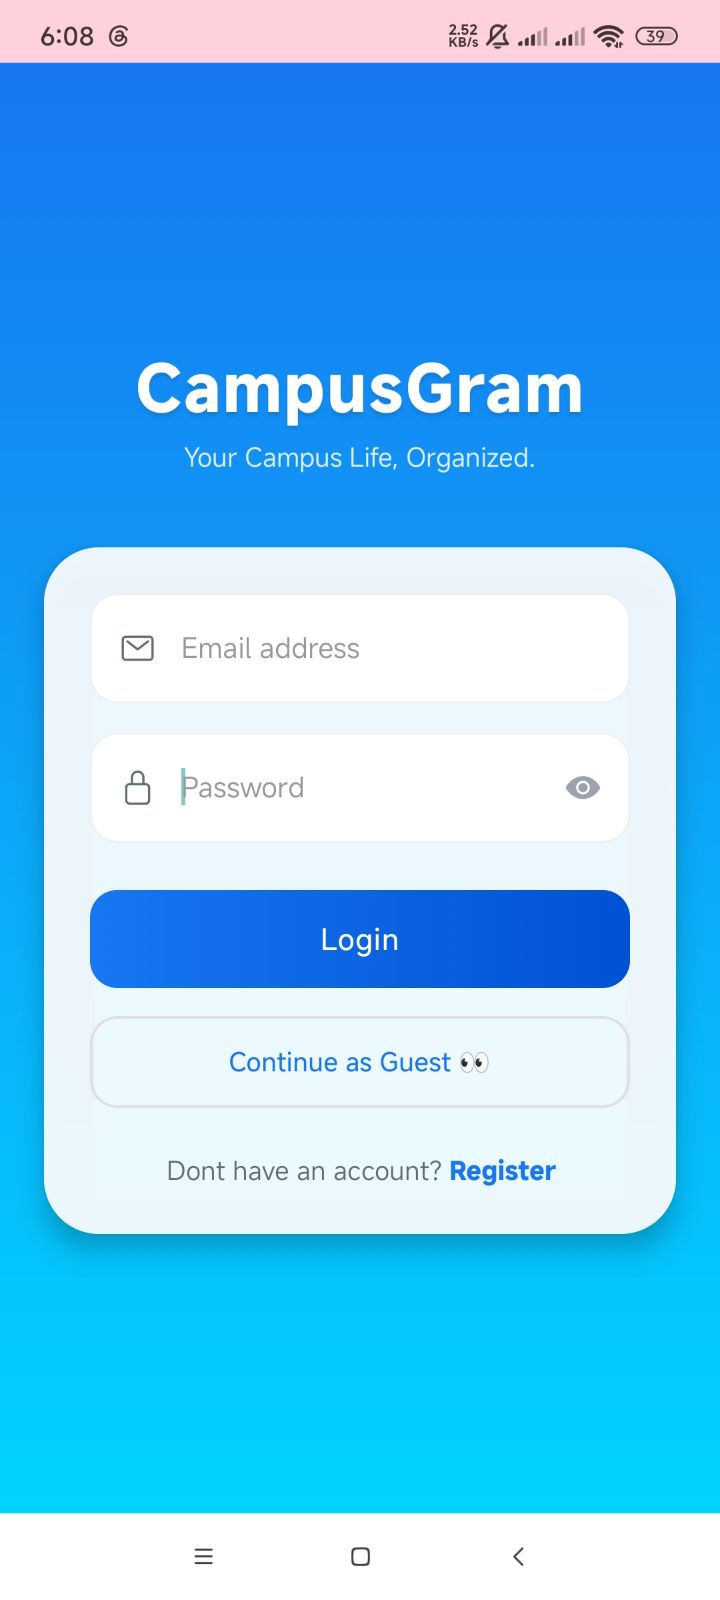 6:08
2.52
KB/s
39
CampusGram
Your Campus Life, Organized.
Email address
Password
Login
Continue as Guest 👀
Dont have an account? Register